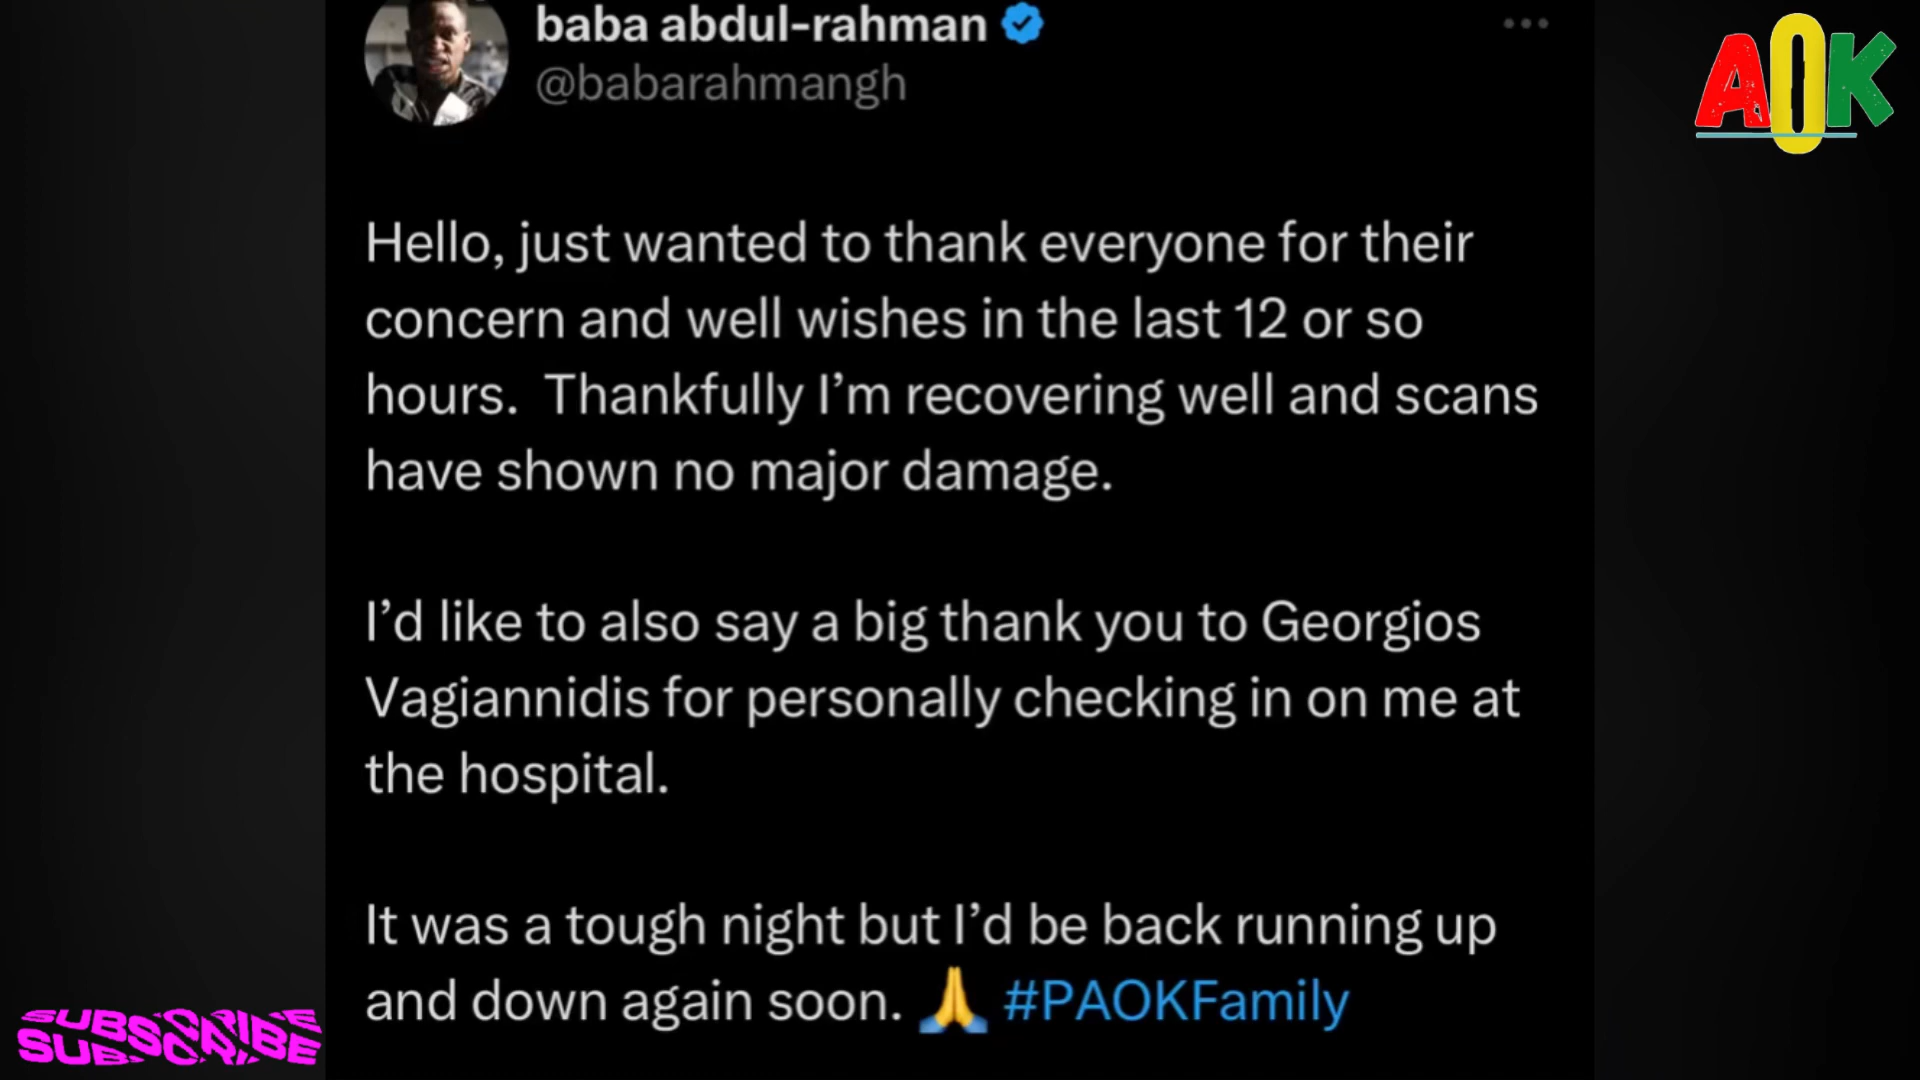 baba abdul-rahman
@babarahmangh
AOK
Hello, just wanted to thank everyone for their
concern and well wishes in the last 12 or so
hours.  Thankfully I’m recovering well and scans
have shown no major damage.
I’d like to also say a big thank you to Georgios
Vagiannidis for personally checking in on me at
the hospital.
It was a tough night but I’d be back running up
and down again soon. 🙏 #PAOKFamily
SUBSCRIBE
SUBSCRIBE